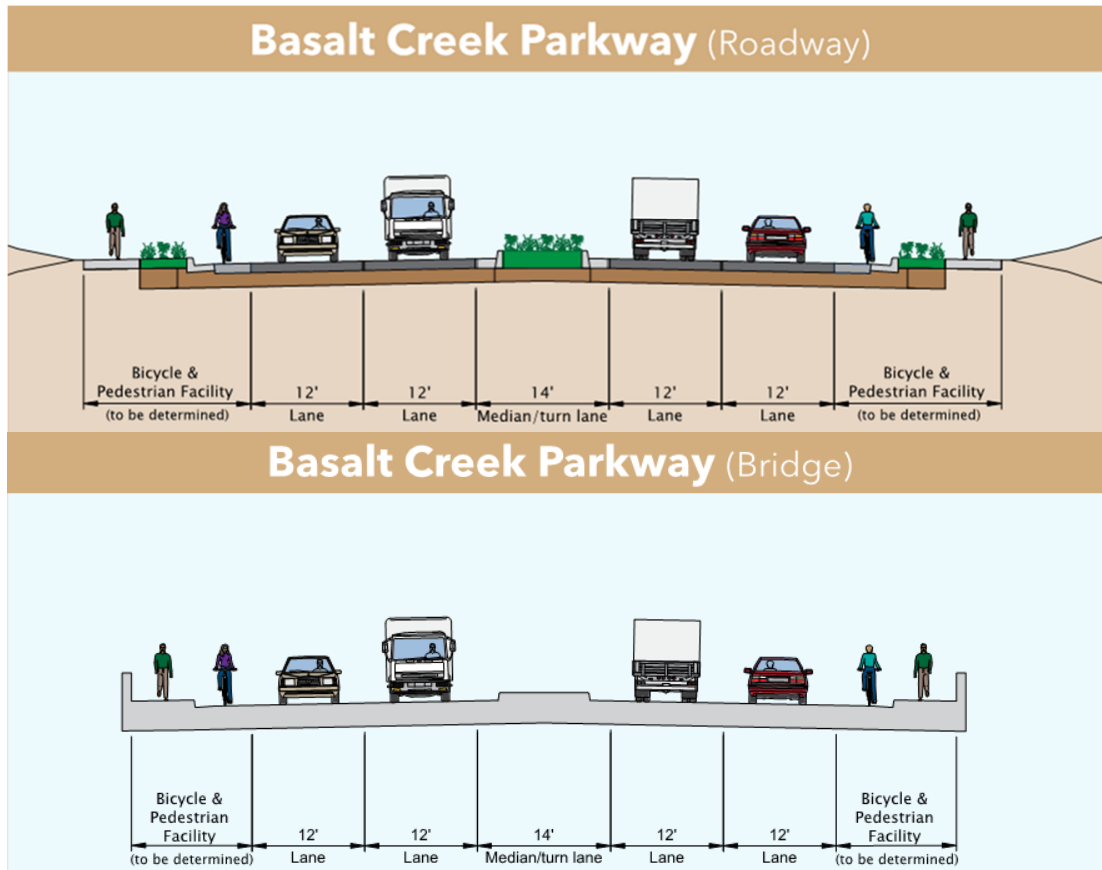 Basalt Creek Parkway (Roadway)
Bicycle &
Pedestrian Facility
(to be determined)
12'
Lane
12'
Lane
14'
Median/turn lane
12'
Lane
12'
Lane
Bicycle &
Pedestrian Facility
(to be determined)
Basalt Creek Parkway (Bridge)
Bicycle &
Pedestrian
Facility
(to be determined)
12'
Lane
12'
Lane
14'
Median/turn lane
12'
Lane
12'
Lane
Bicycle &
Pedestrian
Facility
(to be determined)